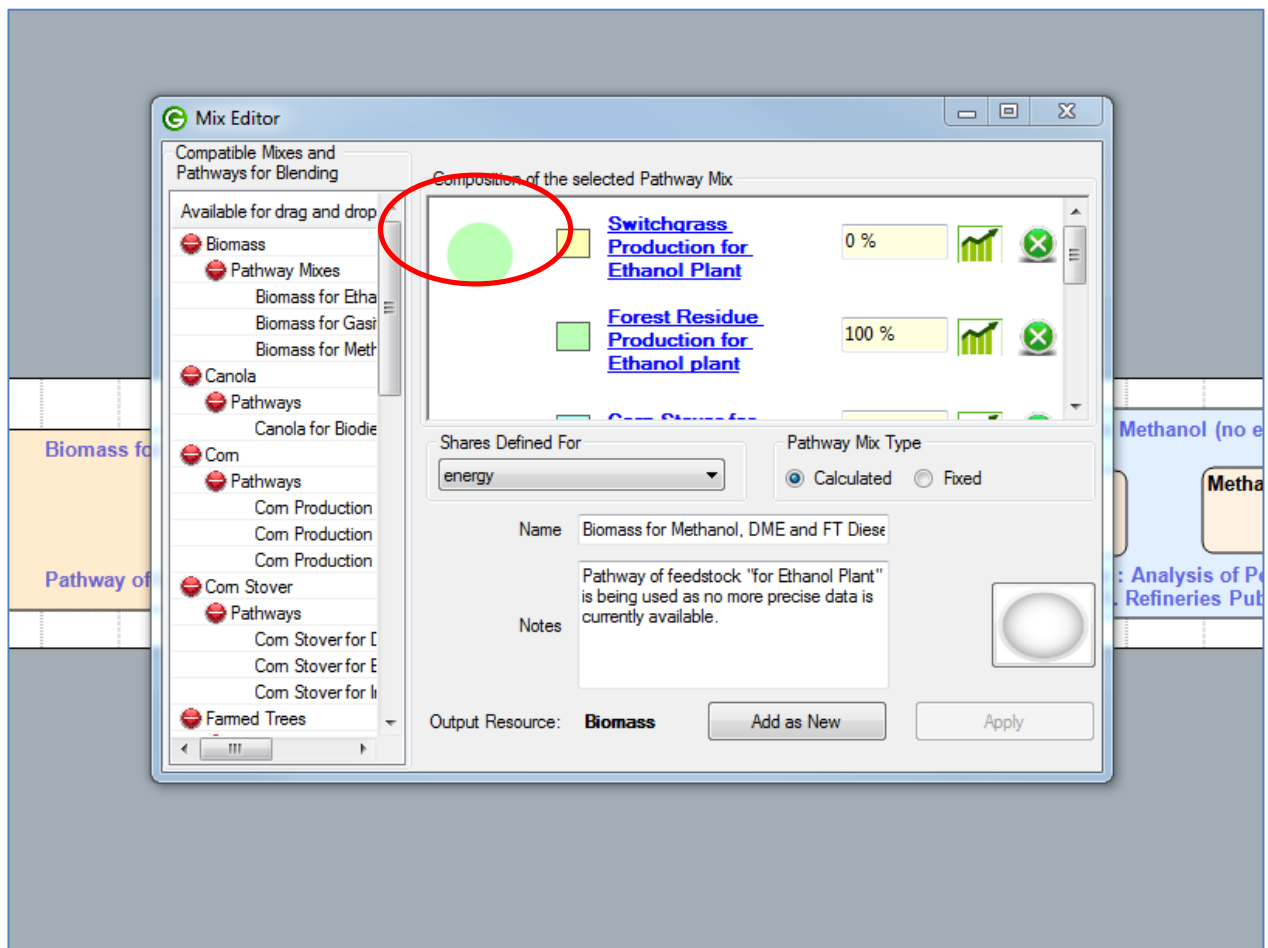 Mix Editor
Compatible Mixes and
Pathways for Blending
Available for drag and drop
Biomass
Pathway Mixes
Biomass for Etha
Biomass for Gasi
Biomass for Meth
Canola
Pathways
Canola for Biodie
Corn
Pathways
Corn Production
Corn Production
Corn Production
Corn Stover
Pathways
Corn Stover for D
Corn Stover for E
Corn Stover for I
Farmed Trees
Composition of the selected Pathway Mix
Switchgrass
Production for
Ethanol Plant
0 %
Forest Residue
Production for
Ethanol plant
100 %
Corn Stover for
Shares Defined For
energy
Pathway Mix Type
Calculated
Fixed
Name
Biomass for Methanol, DME and FT Diese
Notes
Pathway of feedstock "for Ethanol Plant"
is being used as no more precise data is
currently available.
Output Resource: Biomass
Add as New
Apply
Biomass fo
Pathway of
Methanol (no e
Metha
: Analysis of Pe
. Refineries Pub